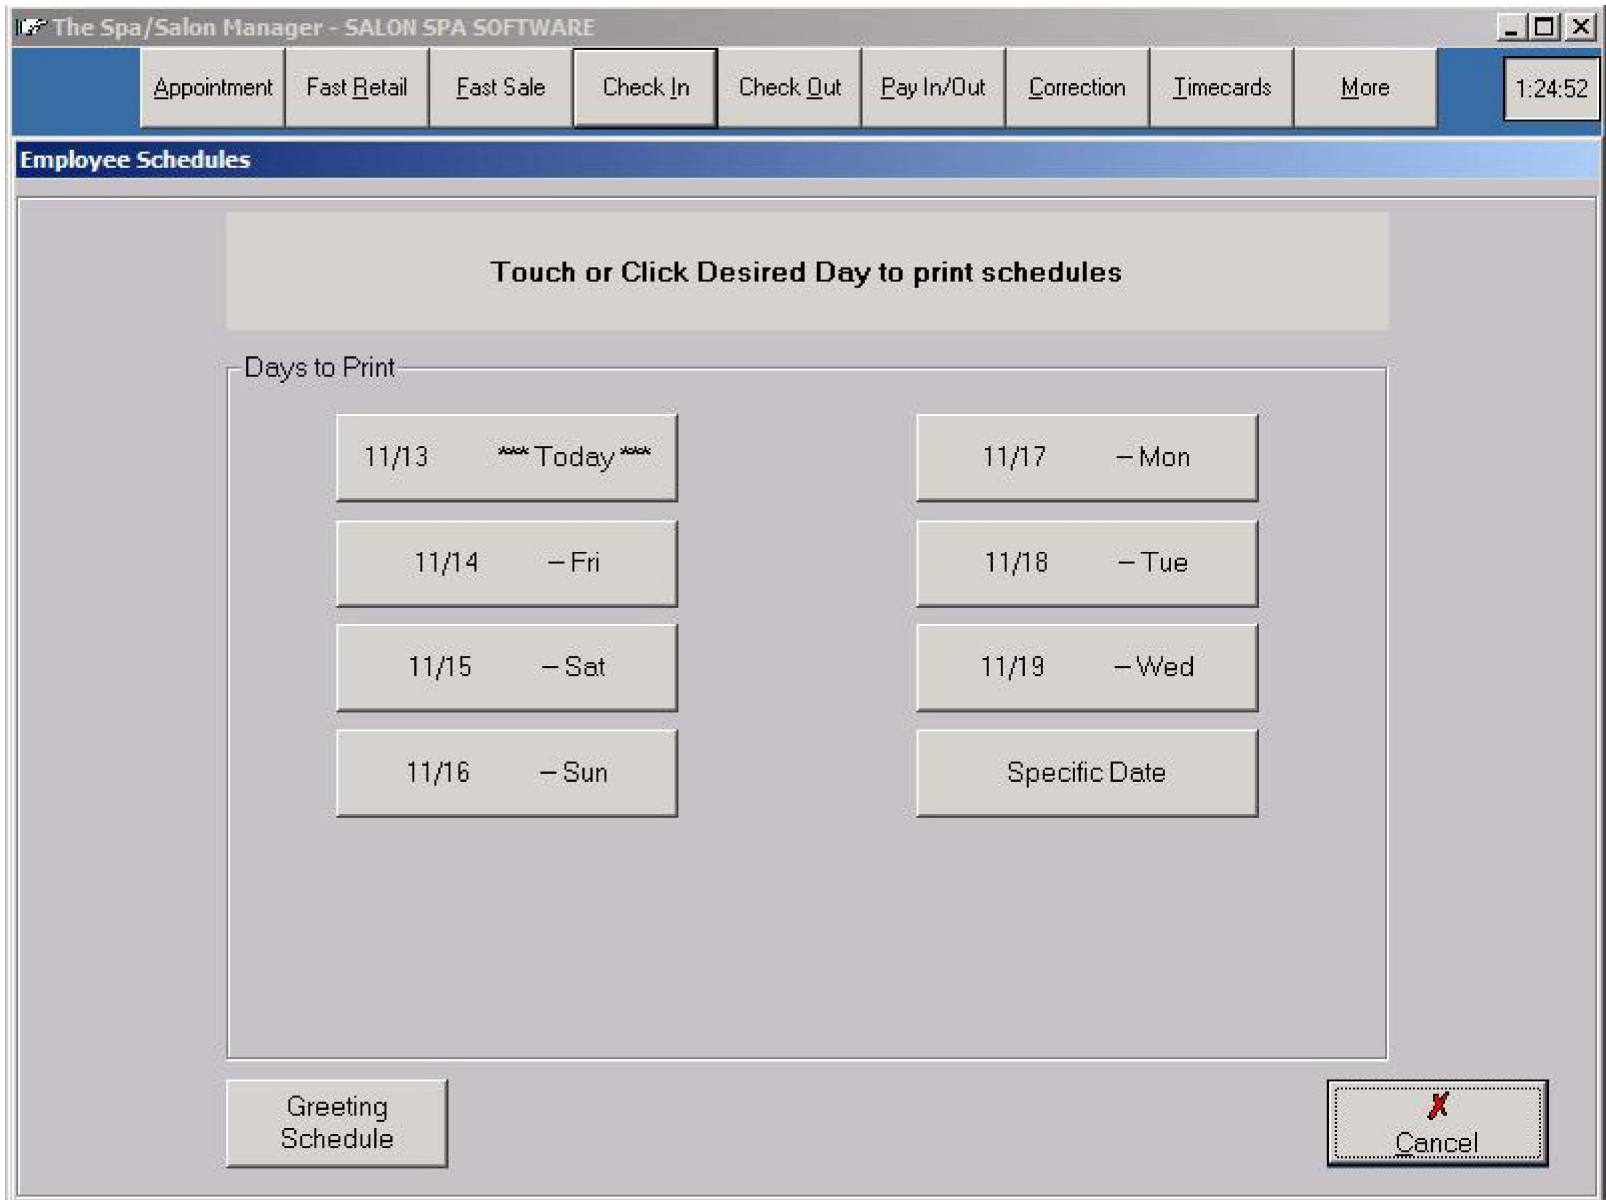 The Spa/Salon Manager - SALON SPA SOFTWARE
Appointment Fast Retail Fast Sale Check In Check Out Pay In/Out Correction Timecards More 1:24:52
Employee Schedules
Touch or Click Desired Day to print schedules
Days to Print
11/13 *** Today ***
11/17 – Mon
11/14 – Fri
11/18 – Tue
11/15 – Sat
11/19 – Wed
11/16 – Sun
Specific Date
Greeting
Schedule
Cancel